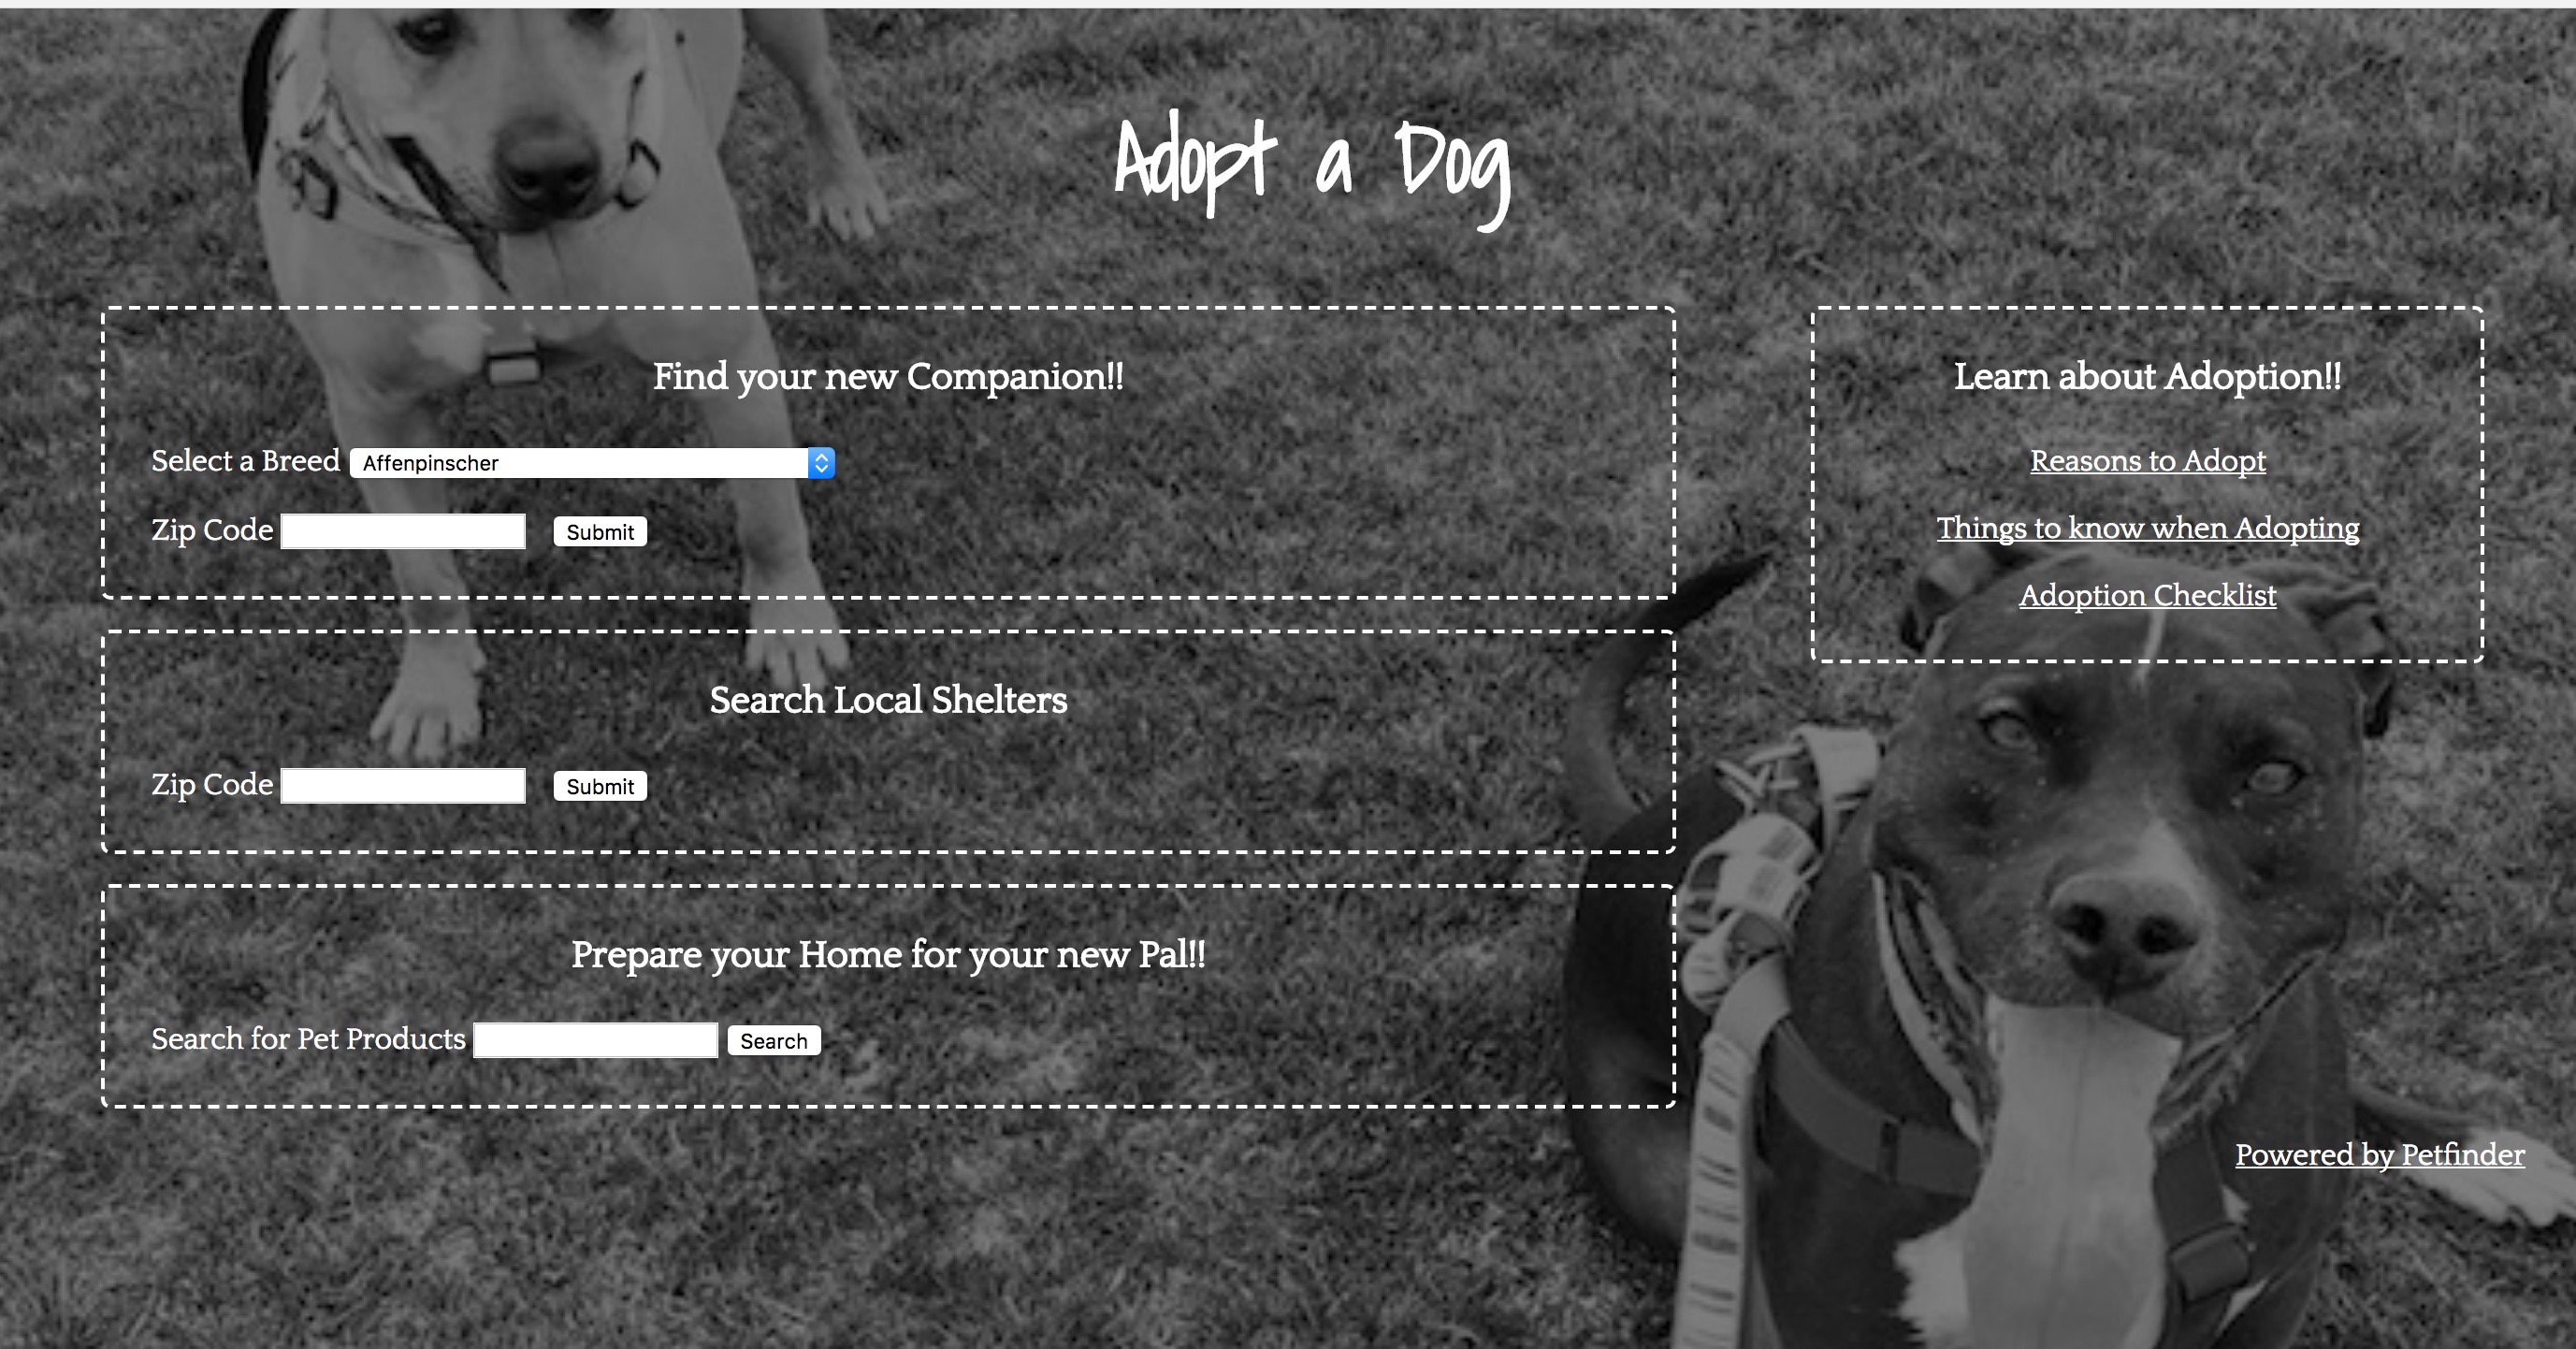 Adopt a Dog
Find your new Companion!!
Select a Breed Affenpinscher
Zip Code Submit
Search Local Shelters
Zip Code Submit
Prepare your Home for your new Pal!!
Search for Pet Products Search
Learn about Adoption!!
Reasons to Adopt
Things to know when Adopting
Adoption Checklist
Powered by Petfinder